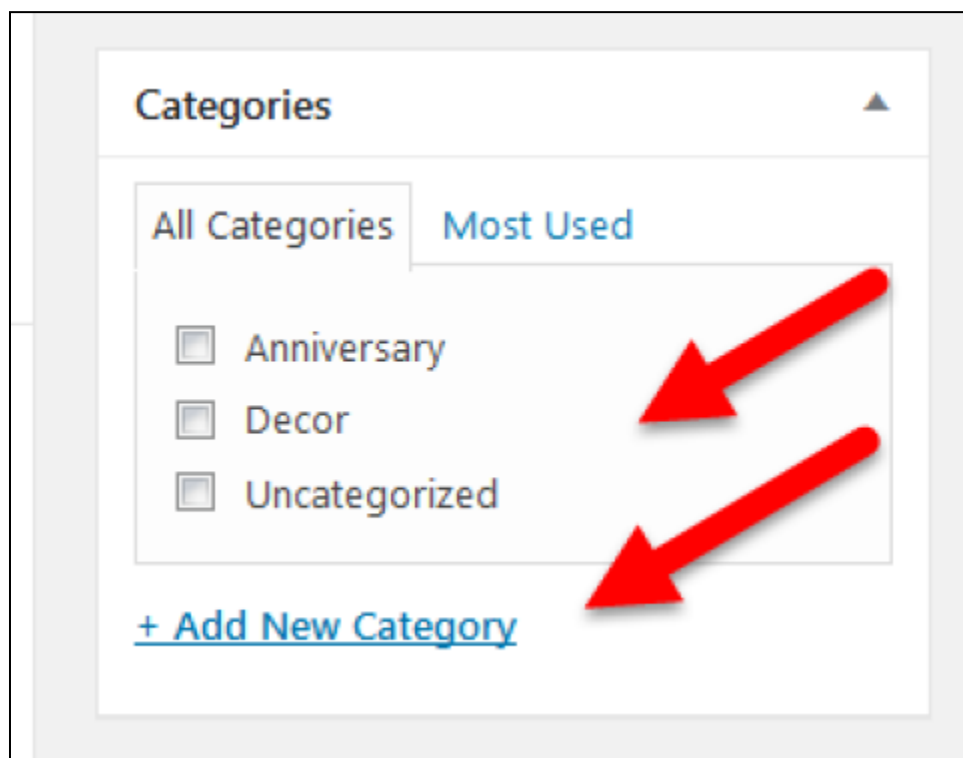 Categories
All Categories Most Used
Anniversary
Decor
Uncategorized
+ Add New Category